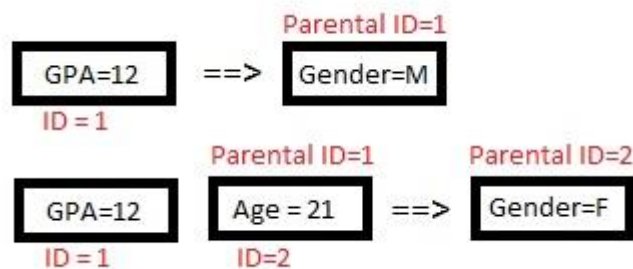 Parental ID=1
GPA=12 ==> Gender=M
ID = 1
Parental ID=1 Parental ID=2
GPA=12 Age = 21 ==> Gender=F
ID = 1 ID=2